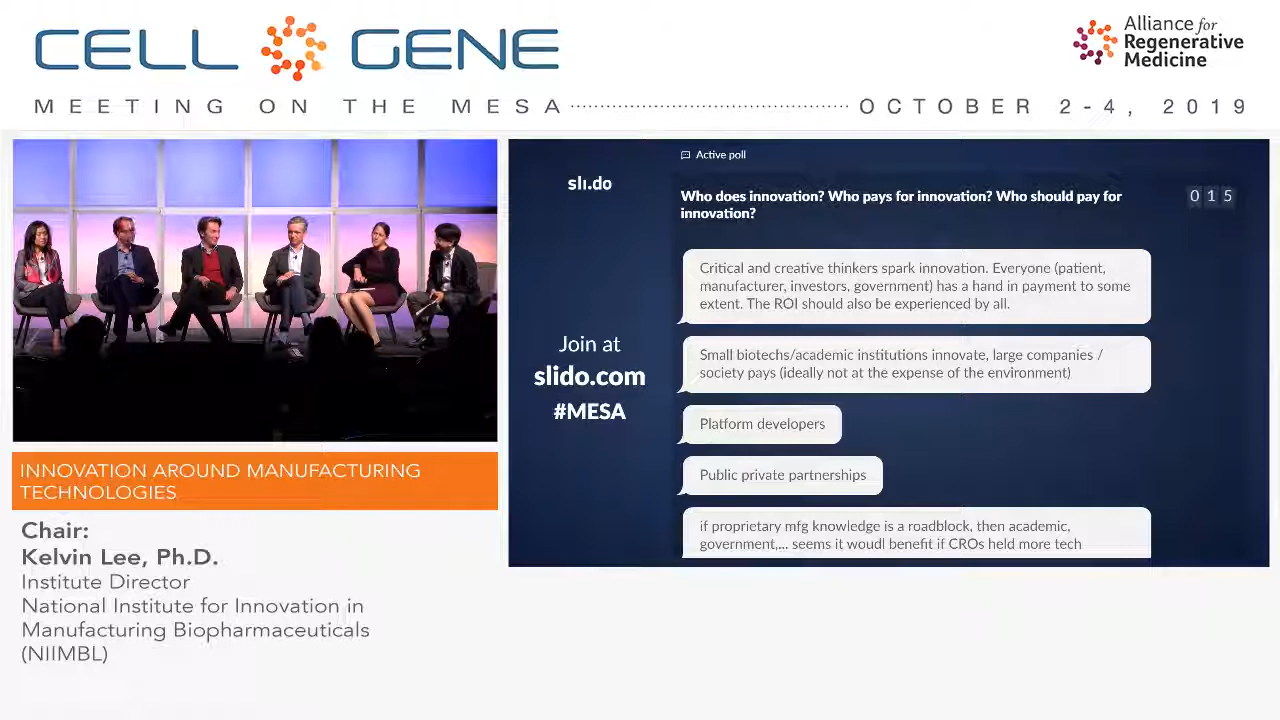 CELL GENE
Alliance for
Regenerative
Medicine
MEETING ON THE MESA
OCTOBER 2-4, 2019
Active poll
sli.do
Who does innovation? Who pays for innovation? Who should pay for
innovation?
015
Critical and creative thinkers spark innovation. Everyone (patient,
manufacturer, investors, government) has a hand in payment to some
extent. The ROI should also be experienced by all.
Small biotechs/academic institutions innovate, large companies /
society pays (ideally not at the expense of the environment)
Join at
slido.com
#MESA
Platform developers
Public private partnerships
if proprietary mfg knowledge is a roadblock, then academic,
government,... seems it woudl benefit if CROs held more tech
INNOVATION AROUND MANUFACTURING
TECHNOLOGIES
Chair:
Kelvin Lee, Ph.D.
Institute Director
National Institute for Innovation in
Manufacturing Biopharmaceuticals
(NIIMBL)